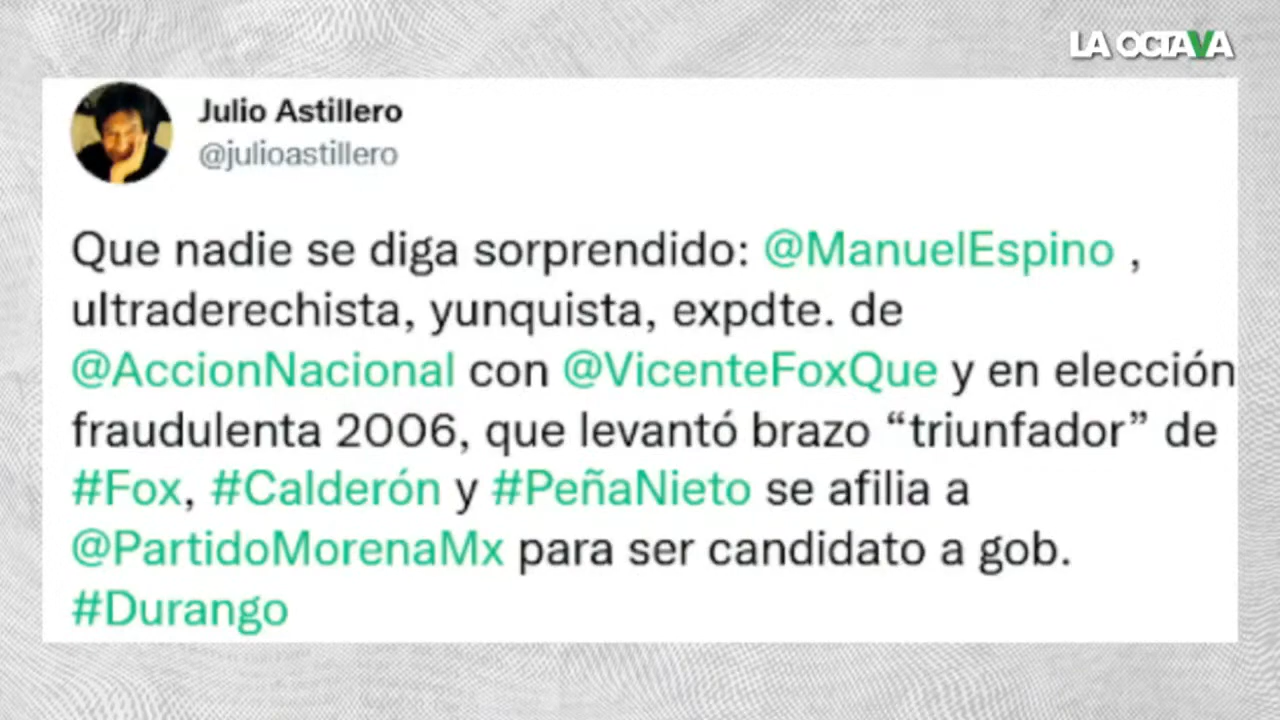 LA OCTAVA
Julio Astillero
@julioastillero
Que nadie se diga sorprendido: @ManuelEspino ,
ultraderechista, yunquista, expdte. de
@AccionNacional con @VicenteFoxQue y en elección
fraudulenta 2006, que levantó brazo “triunfador” de
#Fox, #Calderón y #PeñaNieto se afilia a
@PartidoMorenaMx para ser candidato a gob.
#Durango